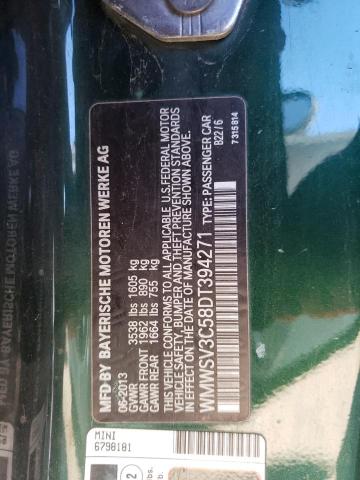 MFD BY BAYERISCHE MOTOREN WERKE AG
06-2013
GVWR 3538 lbs 1605 kg
GAWR FRONT 1962 lbs 890 kg
GAWR REAR 1664 lbs 755 kg
THIS VEHICLE CONFORMS TO ALL APPLICABLE U.S.FEDERAL MOTOR
VEHICLE SAFETY, BUMPER, AND THEFT PREVENTION STANDARDS
IN EFFECT ON THE DATE OF MANUFACTURE SHOWN ABOVE.
WMWSV3C58DT394271 TYPE: PASSENGER CAR
B22/6
7315814
MINI
6798181